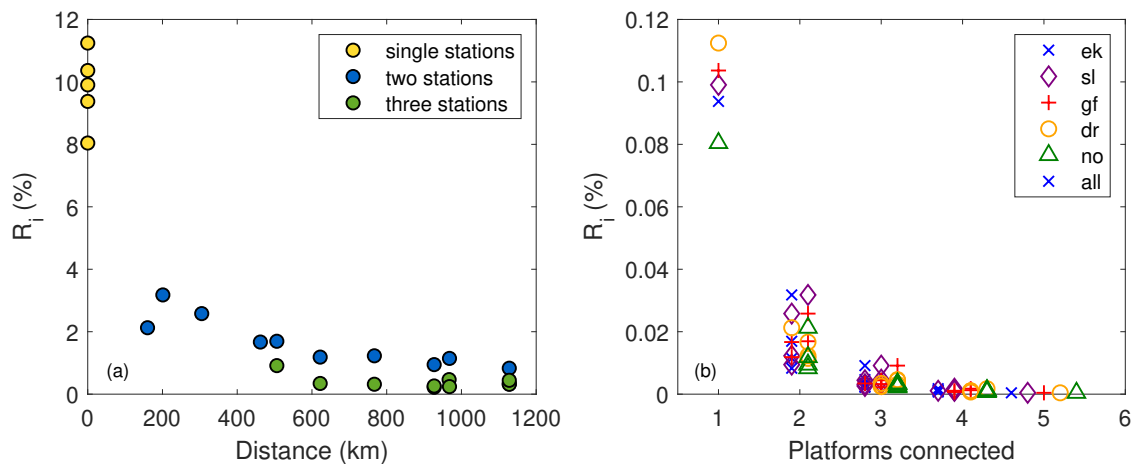 12
10
8
6
4
2
0
R_i (%)
0 200 400 600 800 1000 1200
Distance (km)
single stations
two stations
three stations
(a)
0.12
0.1
0.08
0.06
0.04
0.02
0
R_i (%)
1 2 3 4 5 6
Platforms connected
ek
sl
gf
dr
no
all
(b)